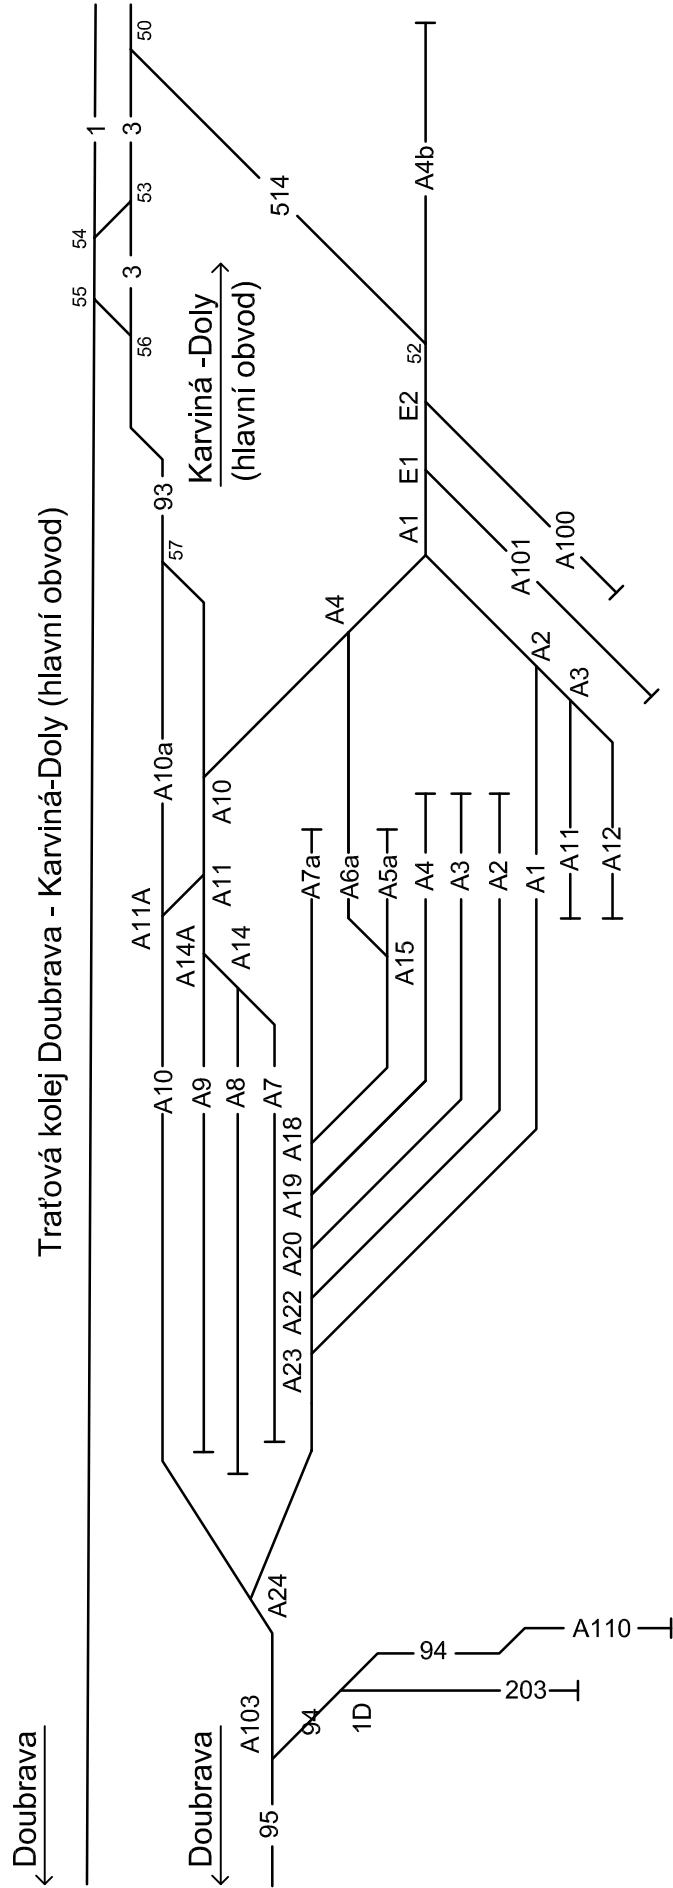 Traťová kolej Doubrava - Karviná-Doly (hlavní obvod)
Doubrava
Doubrava
Karviná -Doly
(hlavní obvod)
1
3
3
50
53
54
55
56
514
A4b
52
E2
E1
A1
A100
A101
93
57
A4
A2
A3
A10a
A10
A11A
A11
A14A
A14
A7a
A6a
A5a
A4
A3
A2
A1
A11
A12
A15
A10
A9
A8
A7
A18
A19
A20
A22
A23
A24
A103
94
94
A110
1D
203
95